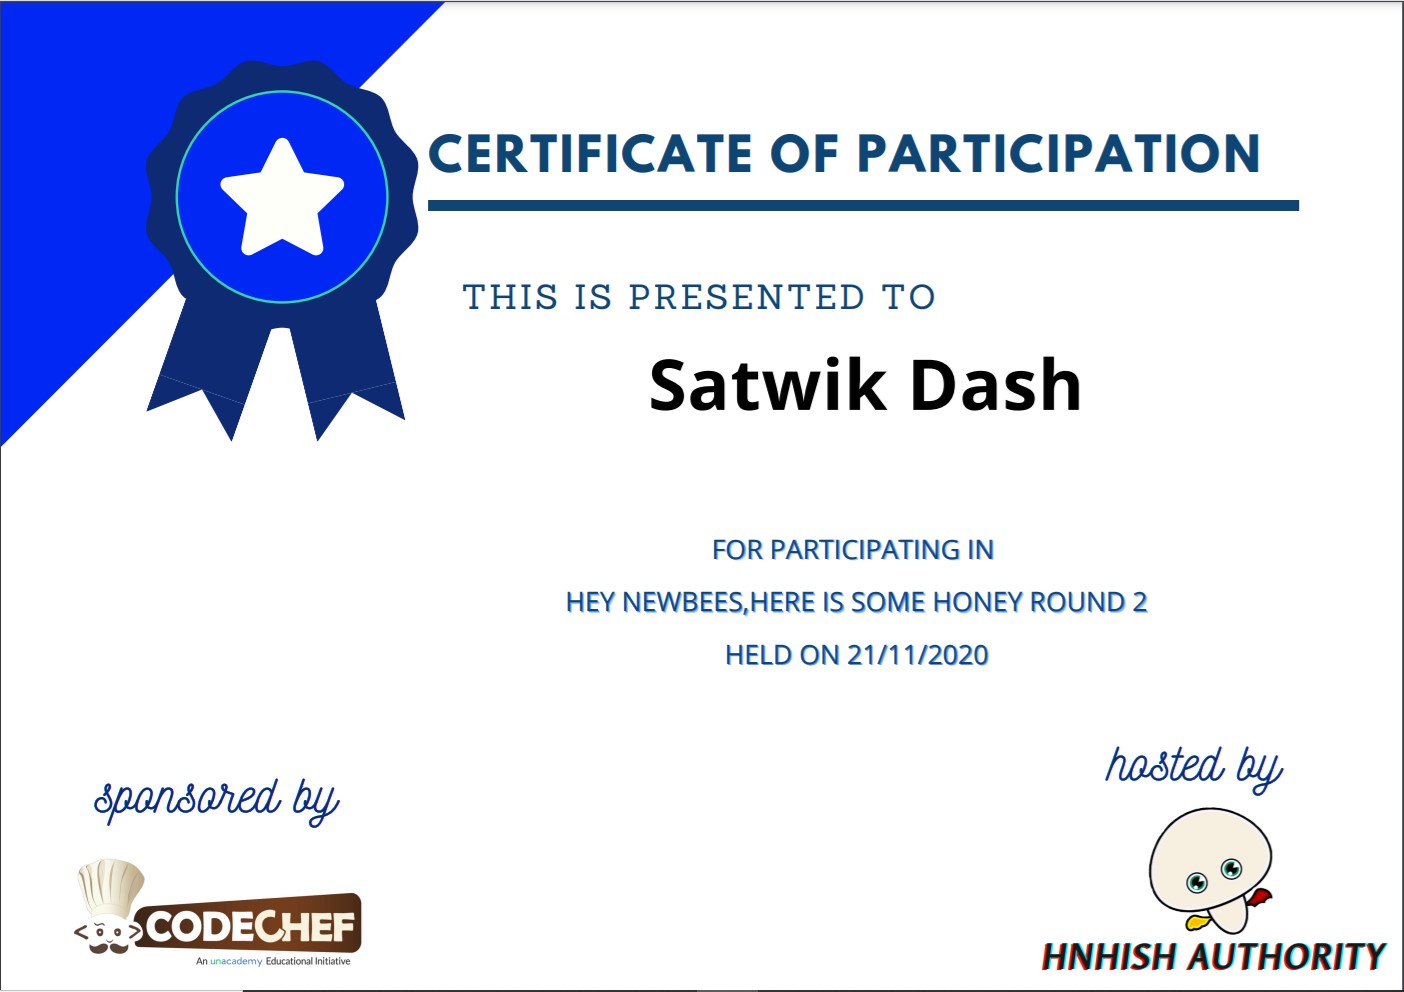 CERTIFICATE OF PARTICIPATION
THIS IS PRESENTED TO
Satwik Dash
FOR PARTICIPATING IN
HEY NEWBEES,HERE IS SOME HONEY ROUND 2
HELD ON 21/11/2020
sponsored by
CODECHEF
An unacademy Educational Initiative
hosted by
HNHISH AUTHORITY